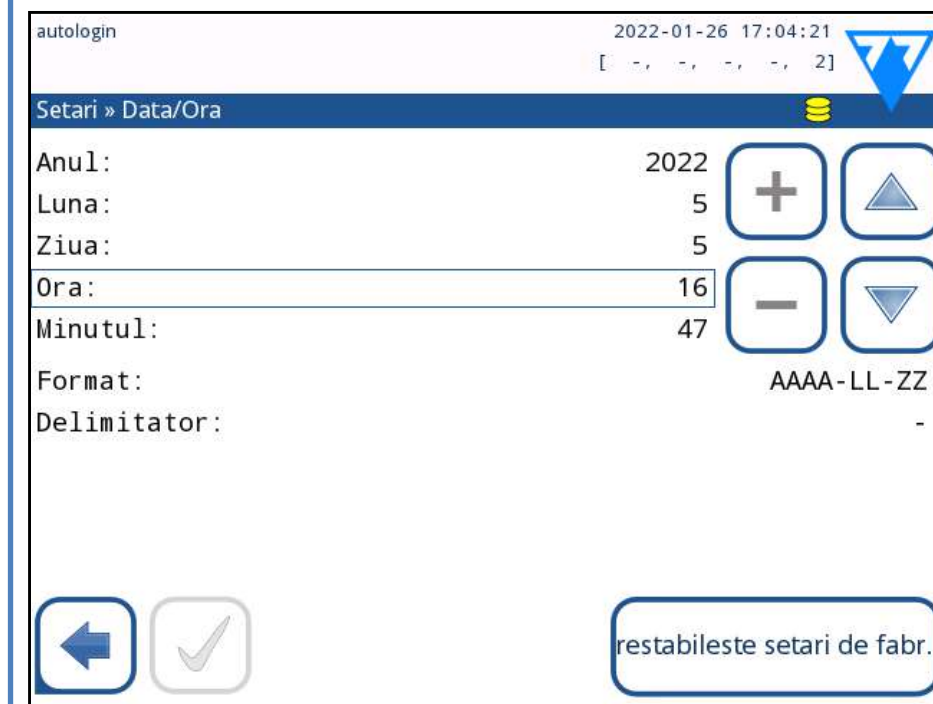 autologin 2022-01-26 17:04:21
[ -, -, -, -, 2]
Setari » Data/Ora
Anul: 2022
Luna: 5
Ziua: 5
Ora: 16
Minutul: 47
Format: AAAA-LL-ZZ
Delimitator: -
restabileste setari de fabr.